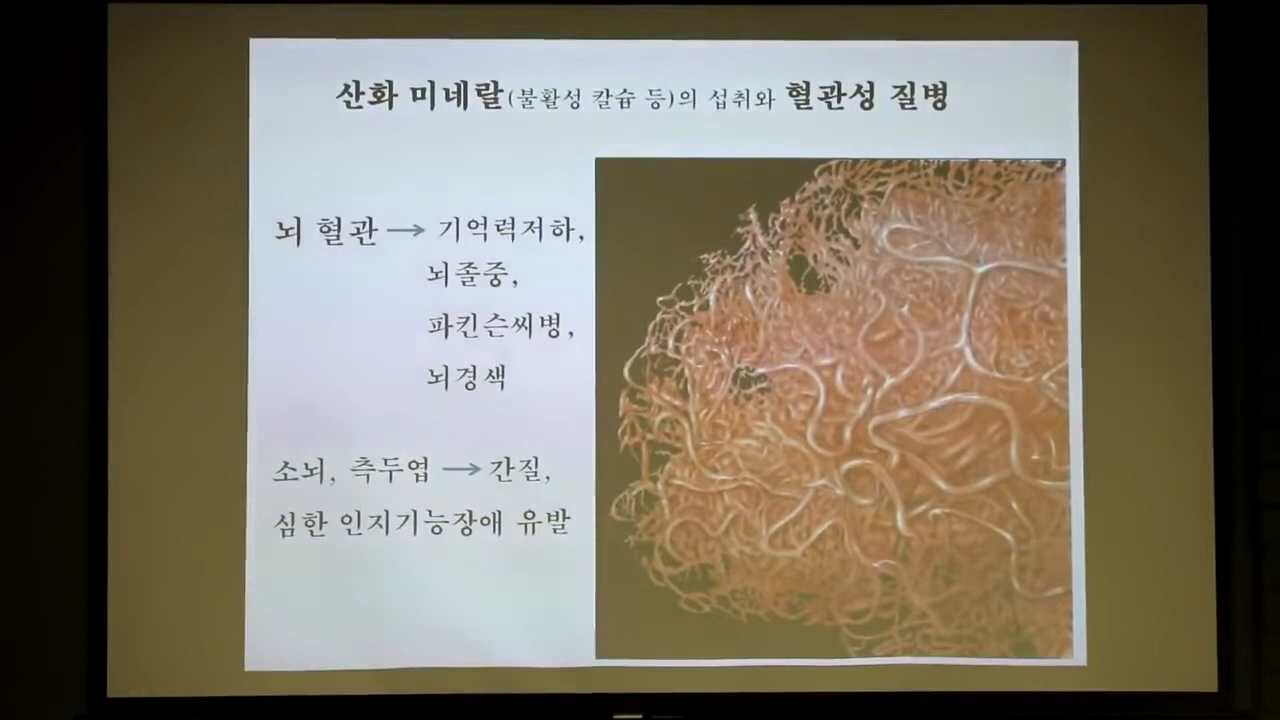 산화 미네랄(불활성 칼슘 등)의 섭취와 혈관성 질병
뇌 혈관 → 기억력저하,
뇌졸중,
파킨슨씨병,
뇌경색
소뇌, 측두엽 → 간질,
심한 인지기능장애 유발